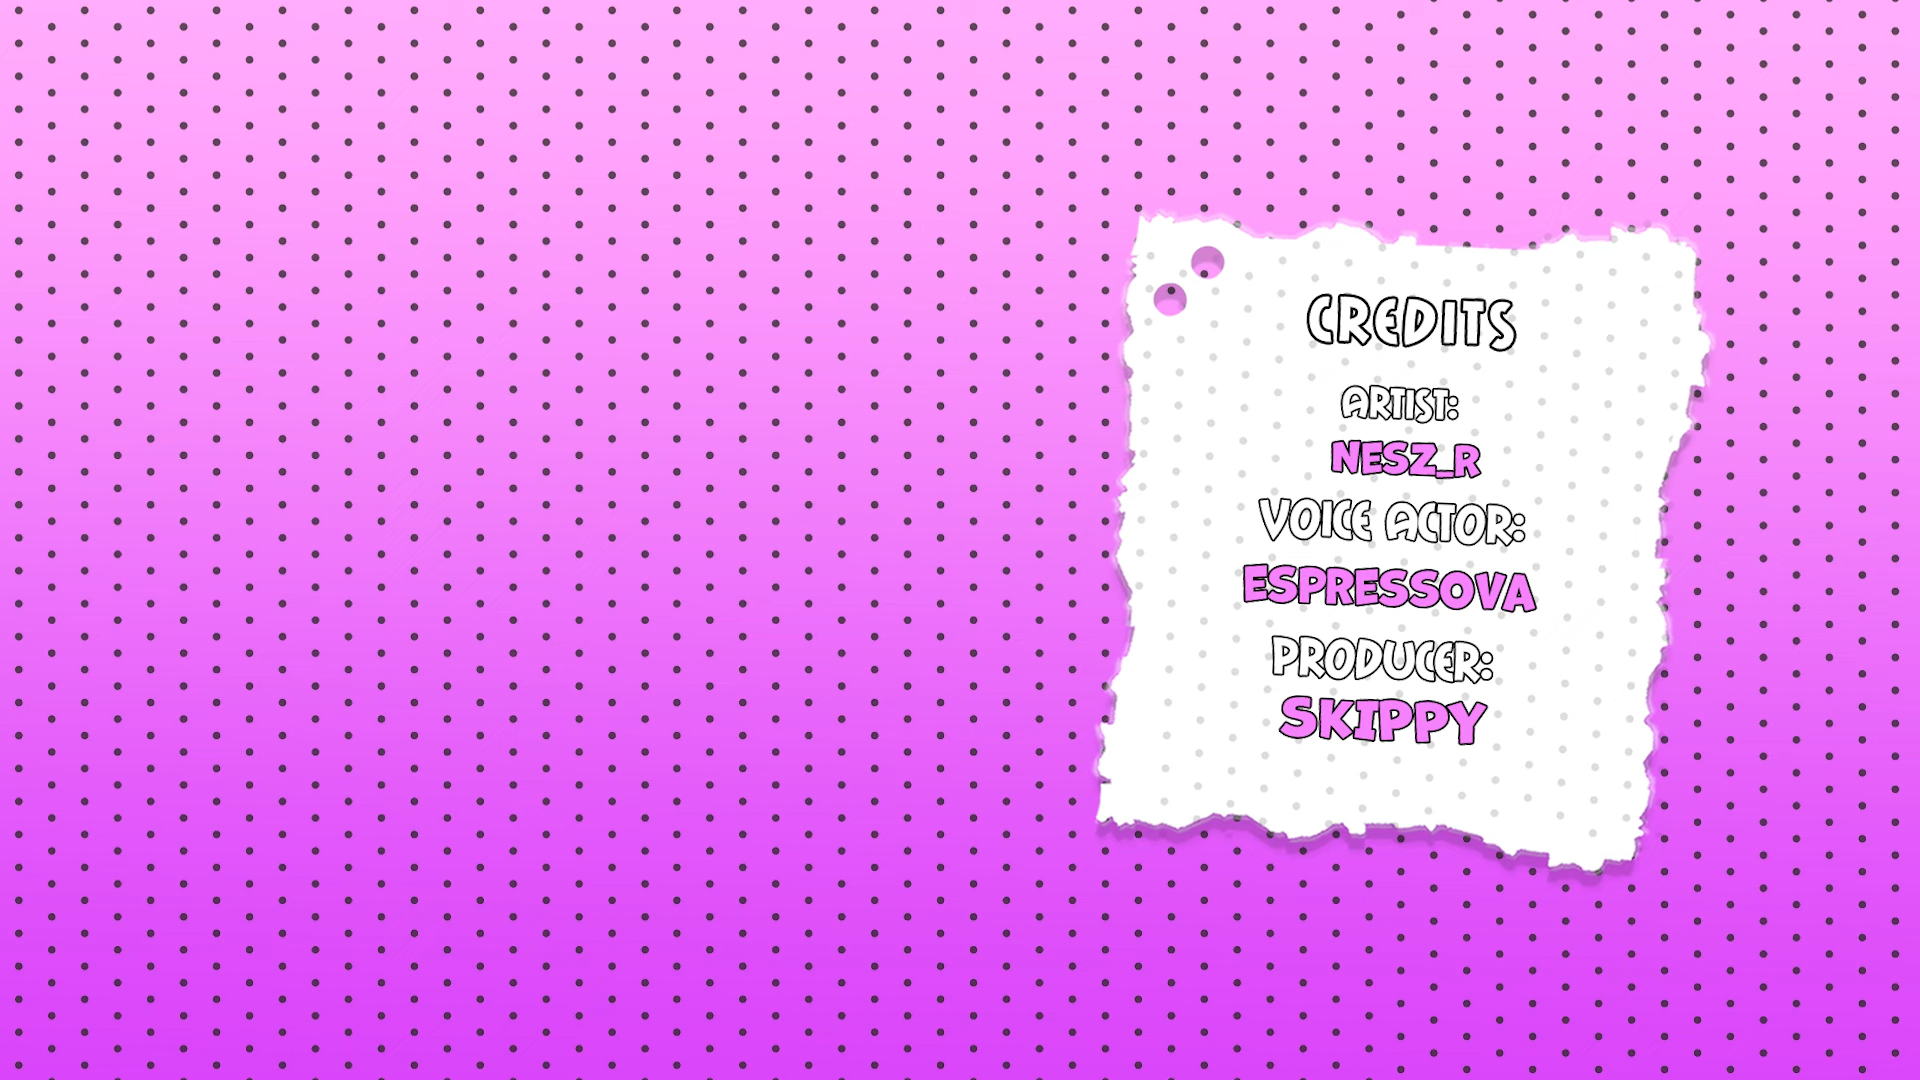 CREDITS
ARTIST:
NESZ_R
VOICE ACTOR:
ESPRESSOVA
PRODUCER:
SKIPPY